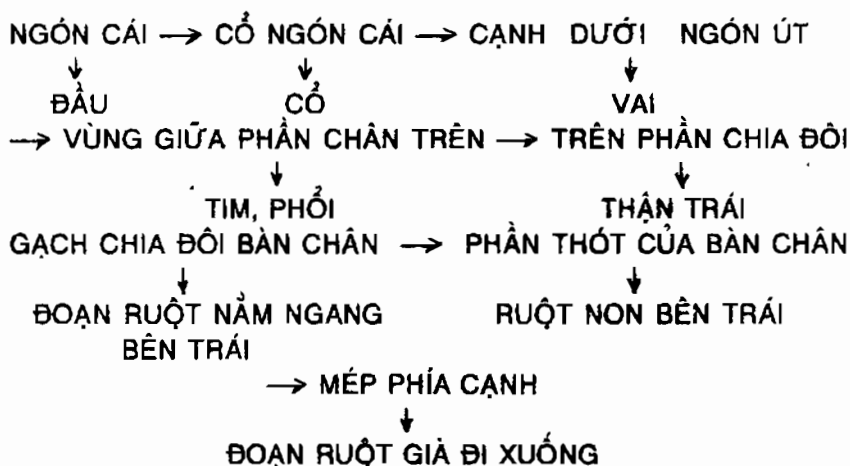 NGÓN CÁI → CỔ NGÓN CÁI → CẠNH DƯỚI NGÓN ÚT
↓ ↓ ↓
ĐẦU CỔ VAI
→ VÙNG GIỮA PHẦN CHÂN TRÊN → TRÊN PHẦN CHIA ĐÔI
↓ ↓
TIM, PHỔI THẬN TRÁI
GẠCH CHIA ĐÔI BÀN CHÂN → PHẦN THÓT CỦA BÀN CHÂN
↓ ↓
ĐOẠN RUỘT NẰM NGANG RUỘT NON BÊN TRÁI
BÊN TRÁI
→ MÉP PHÍA CẠNH
↓
ĐOẠN RUỘT GIÀ ĐI XUỐNG